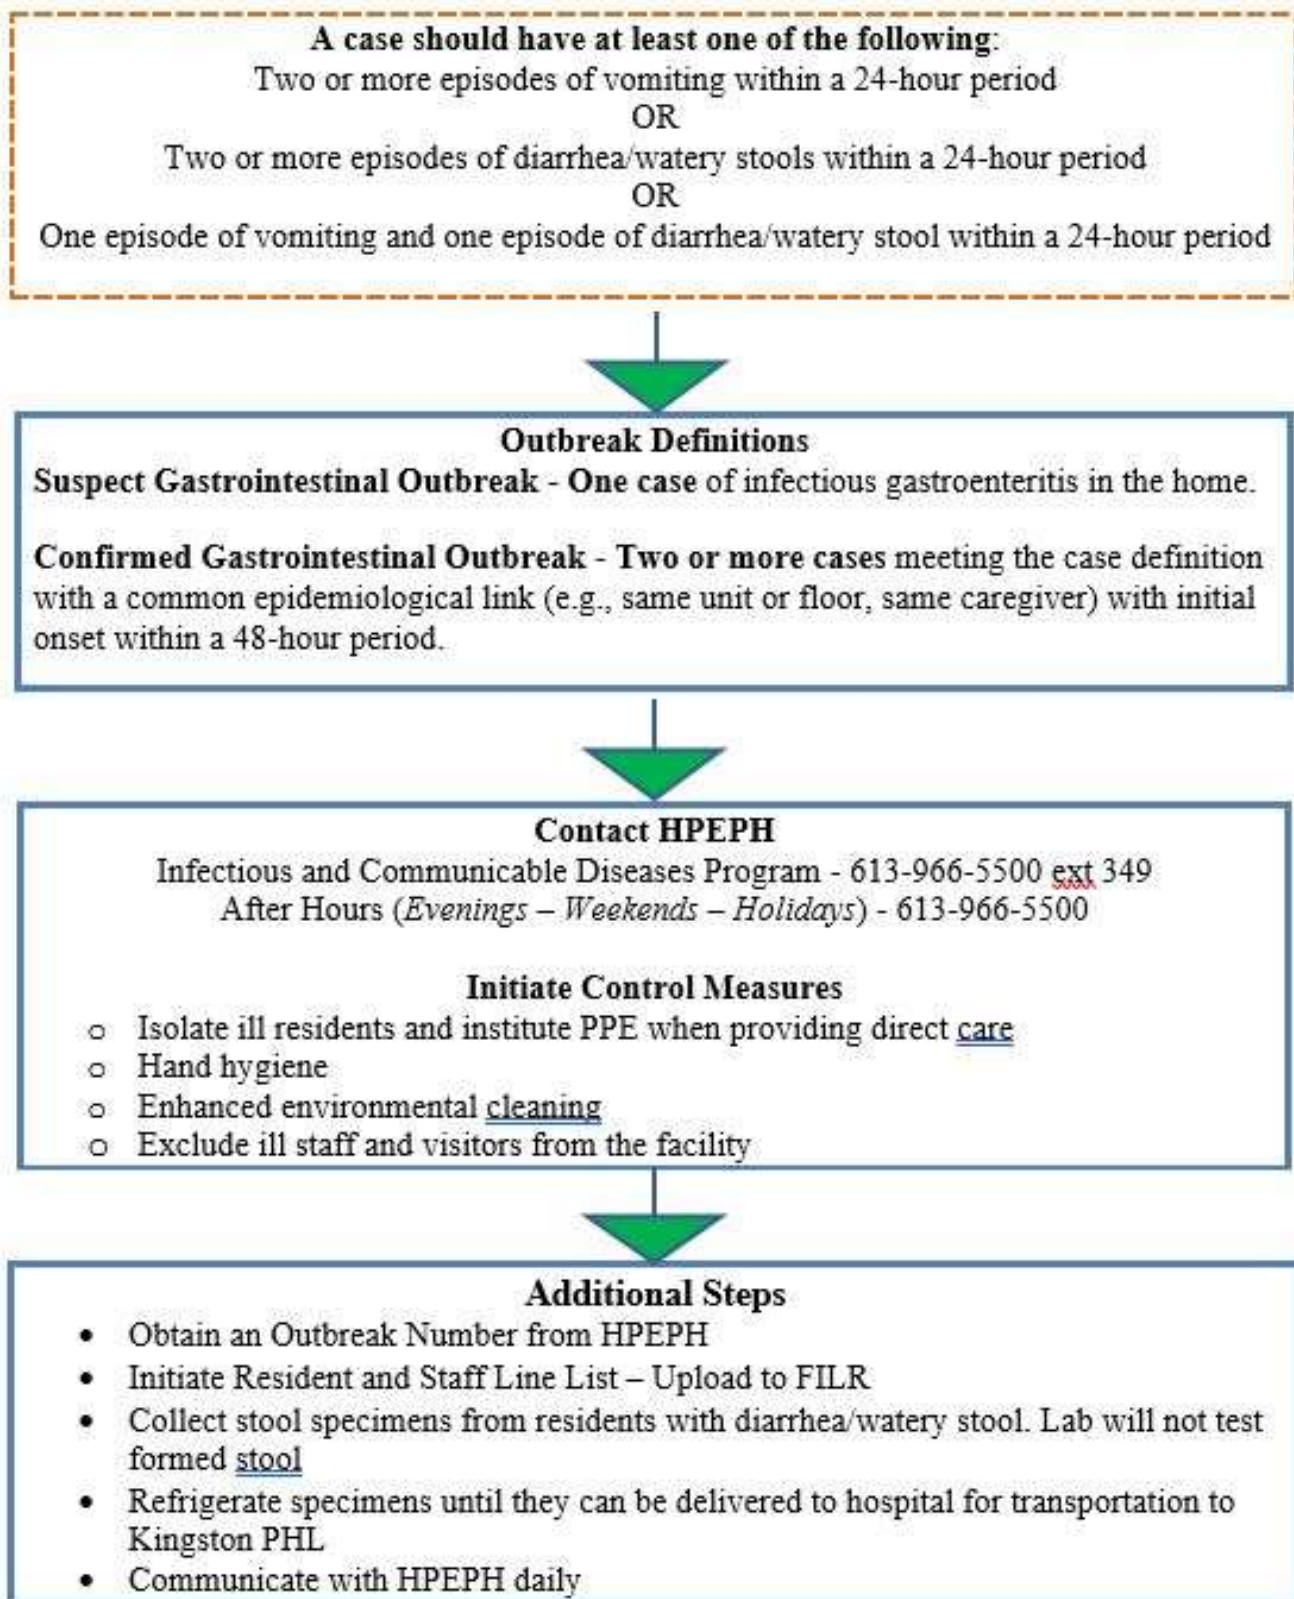 A case should have at least one of the following:
Two or more episodes of vomiting within a 24-hour period
OR
Two or more episodes of diarrhea/watery stools within a 24-hour period
OR
One episode of vomiting and one episode of diarrhea/watery stool within a 24-hour period
Outbreak Definitions
Suspect Gastrointestinal Outbreak - One case of infectious gastroenteritis in the home.
Confirmed Gastrointestinal Outbreak - Two or more cases meeting the case definition
with a common epidemiological link (e.g., same unit or floor, same caregiver) with initial
onset within a 48-hour period.
Contact HPEPH
Infectious and Communicable Diseases Program - 613-966-5500 ext 349
After Hours (Evenings – Weekends – Holidays) - 613-966-5500
Initiate Control Measures
o Isolate ill residents and institute PPE when providing direct care
o Hand hygiene
o Enhanced environmental cleaning
o Exclude ill staff and visitors from the facility
Additional Steps
• Obtain an Outbreak Number from HPEPH
• Initiate Resident and Staff Line List – Upload to FILR
• Collect stool specimens from residents with diarrhea/watery stool. Lab will not test
formed stool
• Refrigerate specimens until they can be delivered to hospital for transportation to
Kingston PHL
• Communicate with HPEPH daily